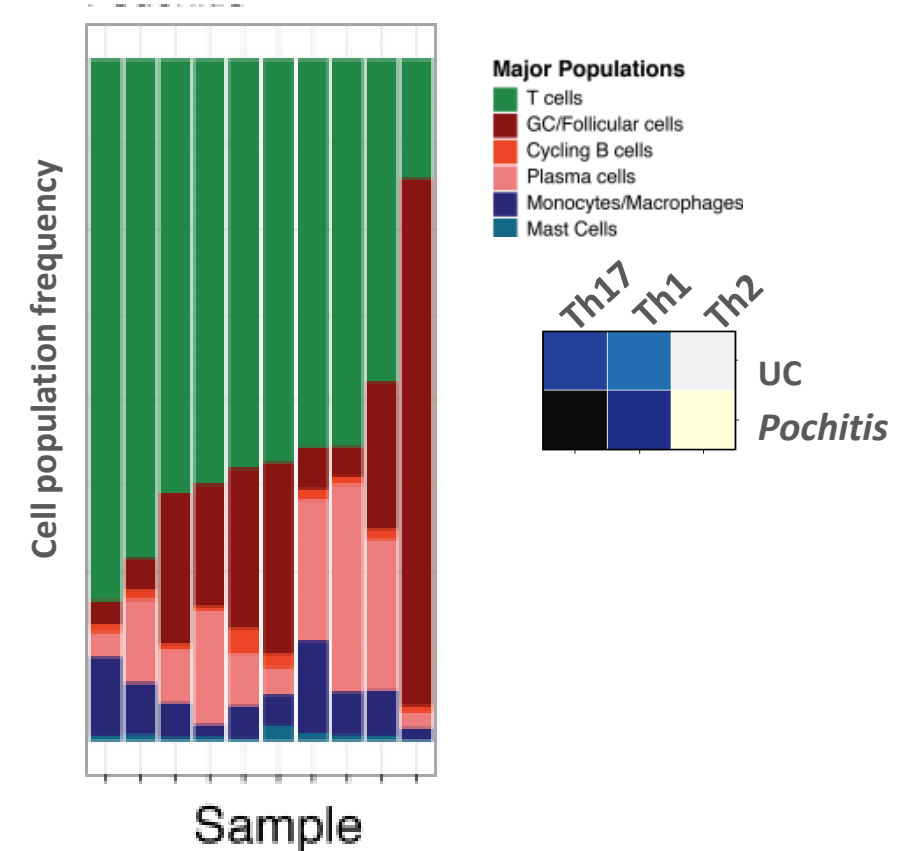 Cell population frequency
Sample
Major Populations
T cells
GC/Follicular cells
Cycling B cells
Plasma cells
Monocytes/Macrophages
Mast Cells
Th17
Th1
Th2
UC
Pochitis